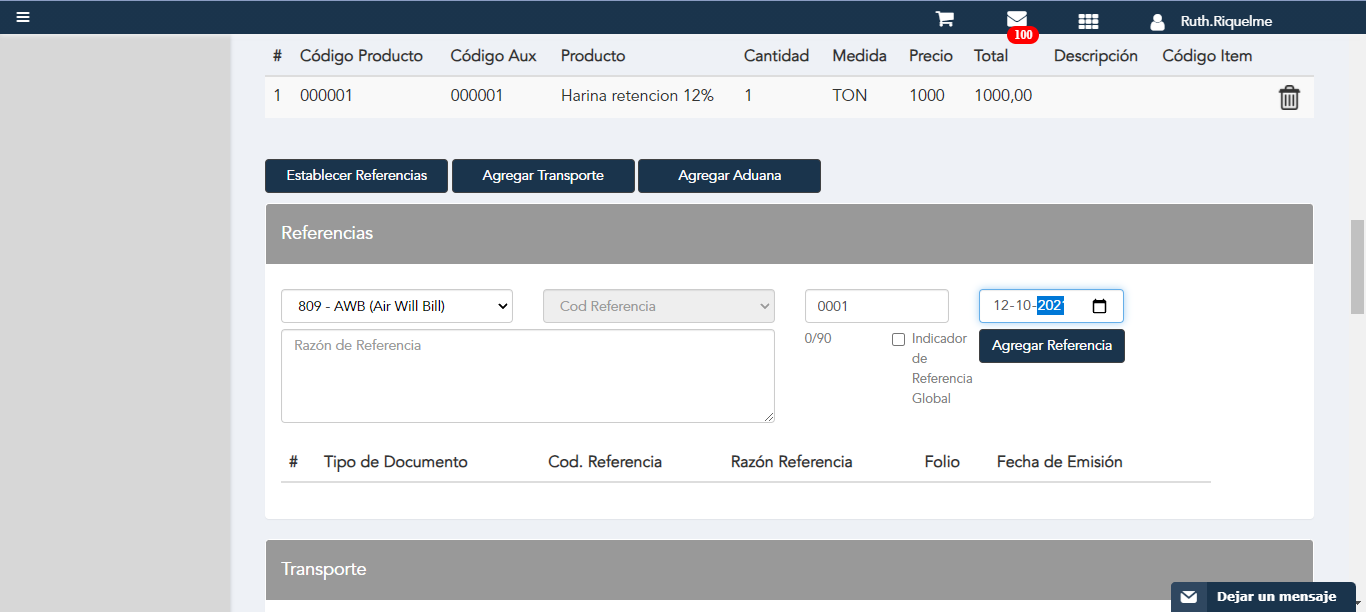 100
Ruth.Riquelme
# Código Producto Código Aux Producto Cantidad Medida Precio Total Descripción Código Item
1 000001 000001 Harina retencion 12% 1 TON 1000 1000,00
Establecer Referencias Agregar Transporte Agregar Aduana
Referencias
809 - AWB (Air Will Bill) Cod Referencia 0001 12-10-2021
Razón de Referencia 0/90 Indicador Agregar Referencia
de
Referencia
Global
# Tipo de Documento Cod. Referencia Razón Referencia Folio Fecha de Emisión
Transporte
Dejar un mensaje